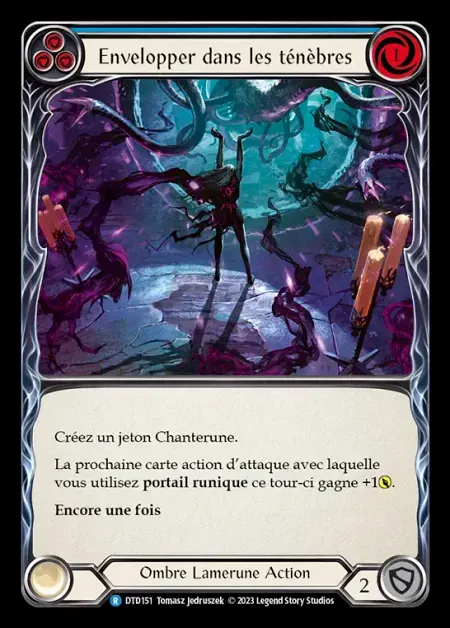 Envelopper dans les ténèbres
1
Créez un jeton Chanterune.
La prochaine carte action d'attaque avec laquelle
vous utilisez portail runique ce tour-ci gagne +1.
Encore une fois
Ombre Lamerune Action
2
R DTD151 Tomasz Jedruszek © 2023 Legend Story Studios